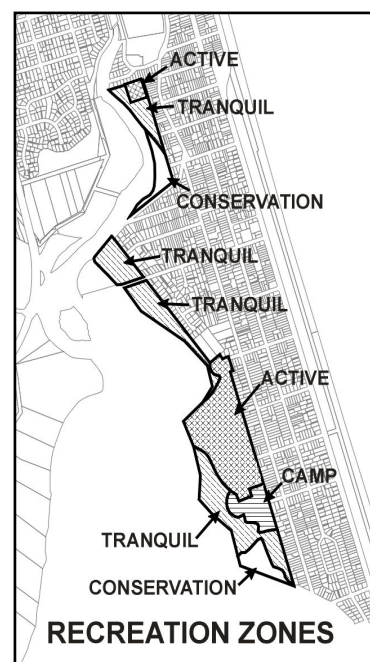 ACTIVE
TRANQUIL
CONSERVATION
TRANQUIL
TRANQUIL
ACTIVE
CAMP
TRANQUIL
CONSERVATION
RECREATION ZONES